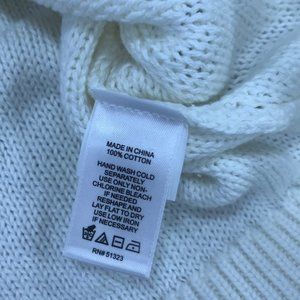 MADE IN CHINA
100% COTTON
HAND WASH COLD
SEPARATELY
USE ONLY NON-
CHLORINE BLEACH
IF NEEDED
RESHAPE AND
LAY FLAT TO DRY
USE LOW IRON
IF NECESSARY
RN# 51323